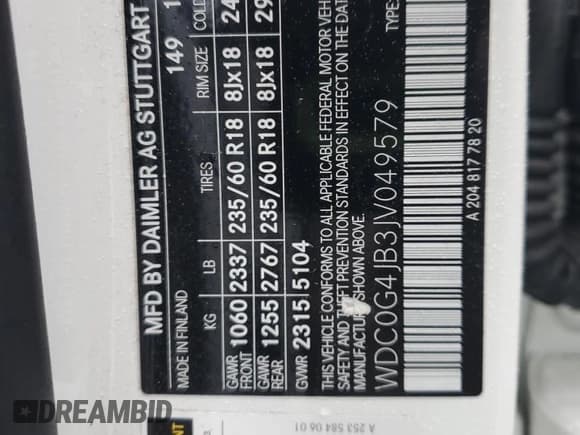 MFD BY DAIMLER AG STUTTGART
149 1
MADE IN FINLAND
KG LB TIRES RIM SIZE COLD
GAWR FRONT 1060 2337 235/60 R18 8Jx18 24
GAWR REAR 1255 2767 235/60 R18 8Jx18 29
GVWR 2315 5104
THIS VEHICLE CONFORMS TO ALL APPLICABLE FEDERAL MOTOR VEH
SAFETY AND THEFT PREVENTION STANDARDS IN EFFECT ON THE DAT
MANUFACTURE SHOWN ABOVE.
WDC0G4JB3JV049579 TYPE:
A 204 817 78 20
A 253 584 06 01
DREAMBID